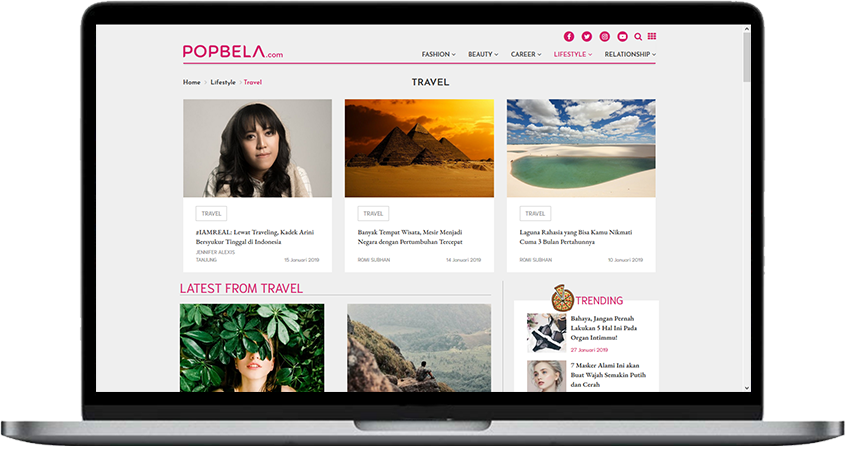 POPBELA.com
FASHION
BEAUTY
CAREER
LIFESTYLE
RELATIONSHIP
Home > Lifestyle > Travel
TRAVEL
TRAVEL
#IAMREAL: Lewat Traveling, Kadek Arini
Bersyukur Tinggal di Indonesia
JENNIFER ALEXIS
TANJUNG
15 Januari 2019
TRAVEL
Banyak Tempat Wisata, Mesir Menjadi
Negara dengan Pertumbuhan Tercepat
ROMI SUBHAN
14 Januari 2019
TRAVEL
Laguna Rahasia yang Bisa Kamu Nikmati
Cuma 3 Bulan Pertahunnya
ROMI SUBHAN
10 Januari 2019
LATEST FROM TRAVEL
TRENDING
Bahaya, Jangan Pernah
Lakukan 5 Hal Ini Pada
Organ Intimmu!
27 Januari 2019
7 Masker Alami Ini akan
Buat Wajah Semakin Putih
dan Cerah